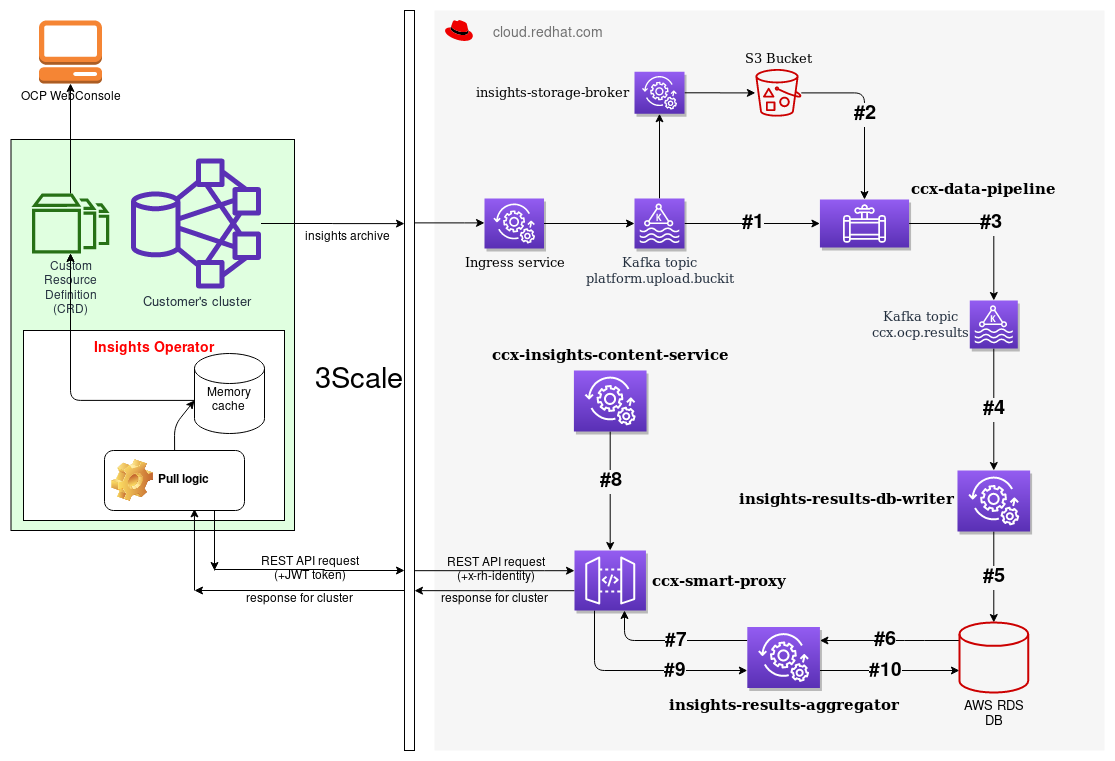 cloud.redhat.com
S3 Bucket
insights-storage-broker
#2
OCP WebConsole
ccx-data-pipeline
#1
#3
insights archive
Ingress service
Kafka topic
platform.upload.buckit
Custom
Resource
Definition
(CRD)
Customer's cluster
Kafka topic
ccx.ocp.results
Insights Operator
ccx-insights-content-service
3Scale
Memory
cache
#4
Pull logic
#8
insights-results-db-writer
REST API request
(+JWT token)
response for cluster
REST API request
(+x-rh-identity)
response for cluster
ccx-smart-proxy
#5
#7
#6
#9
#10
insights-results-aggregator
AWS RDS
DB